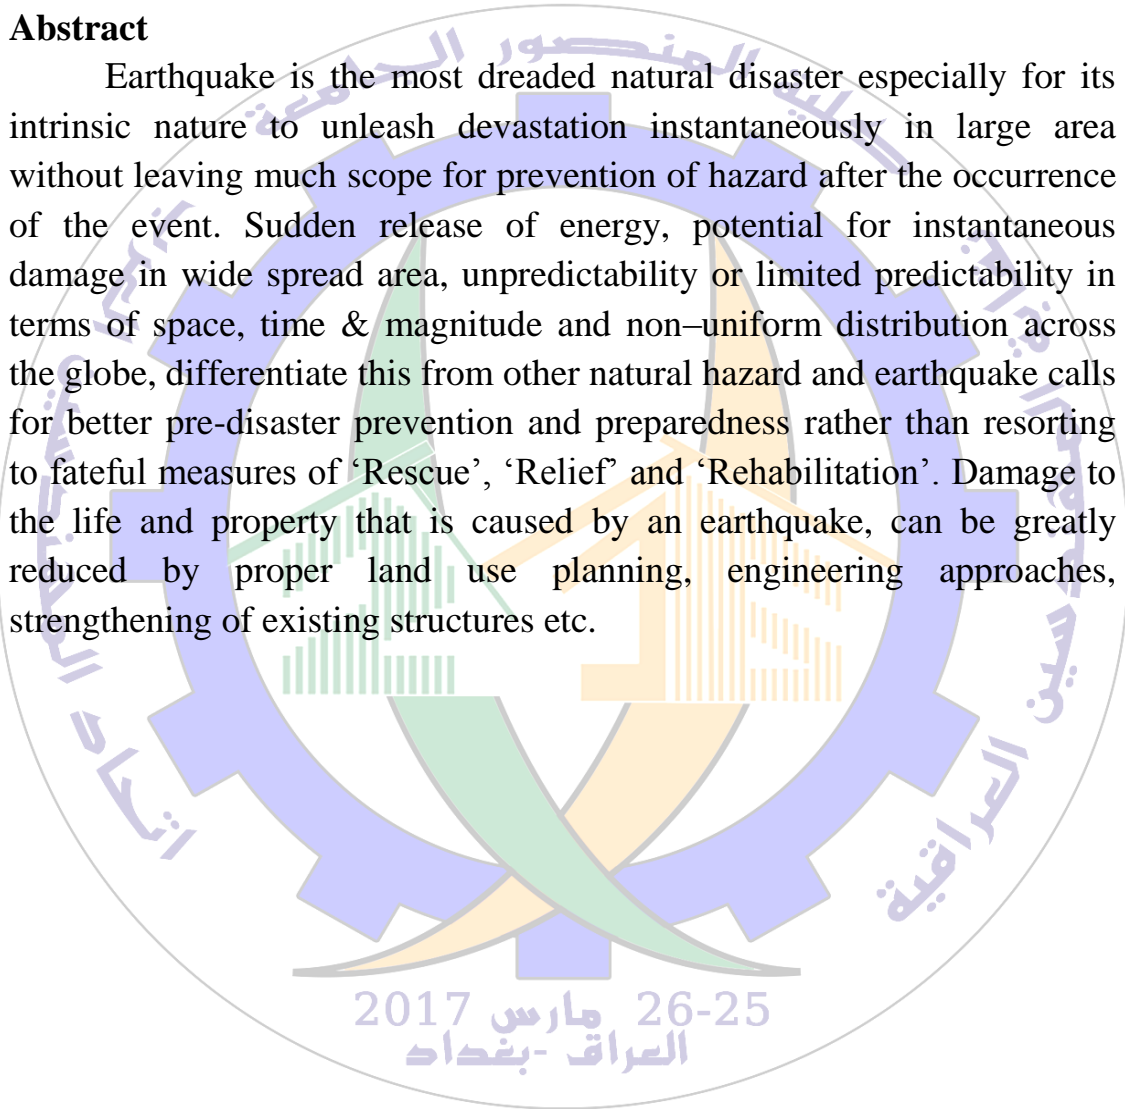 Abstract
Earthquake is the most dreaded natural disaster especially for its
intrinsic nature to unleash devastation instantaneously in large area
without leaving much scope for prevention of hazard after the occurrence
of the event. Sudden release of energy, potential for instantaneous
damage in wide spread area, unpredictability or limited predictability in
terms of space, time & magnitude and non–uniform distribution across
the globe, differentiate this from other natural hazard and earthquake calls
for better pre-disaster prevention and preparedness rather than resorting
to fateful measures of ‘Rescue’, ‘Relief’ and ‘Rehabilitation’. Damage to
the life and property that is caused by an earthquake, can be greatly
reduced by proper land use planning, engineering approaches,
strengthening of existing structures etc.
كلية المنصور الجامعة
اتحاد
العراقية
25-26 مارس 2017
العراق -بغداد